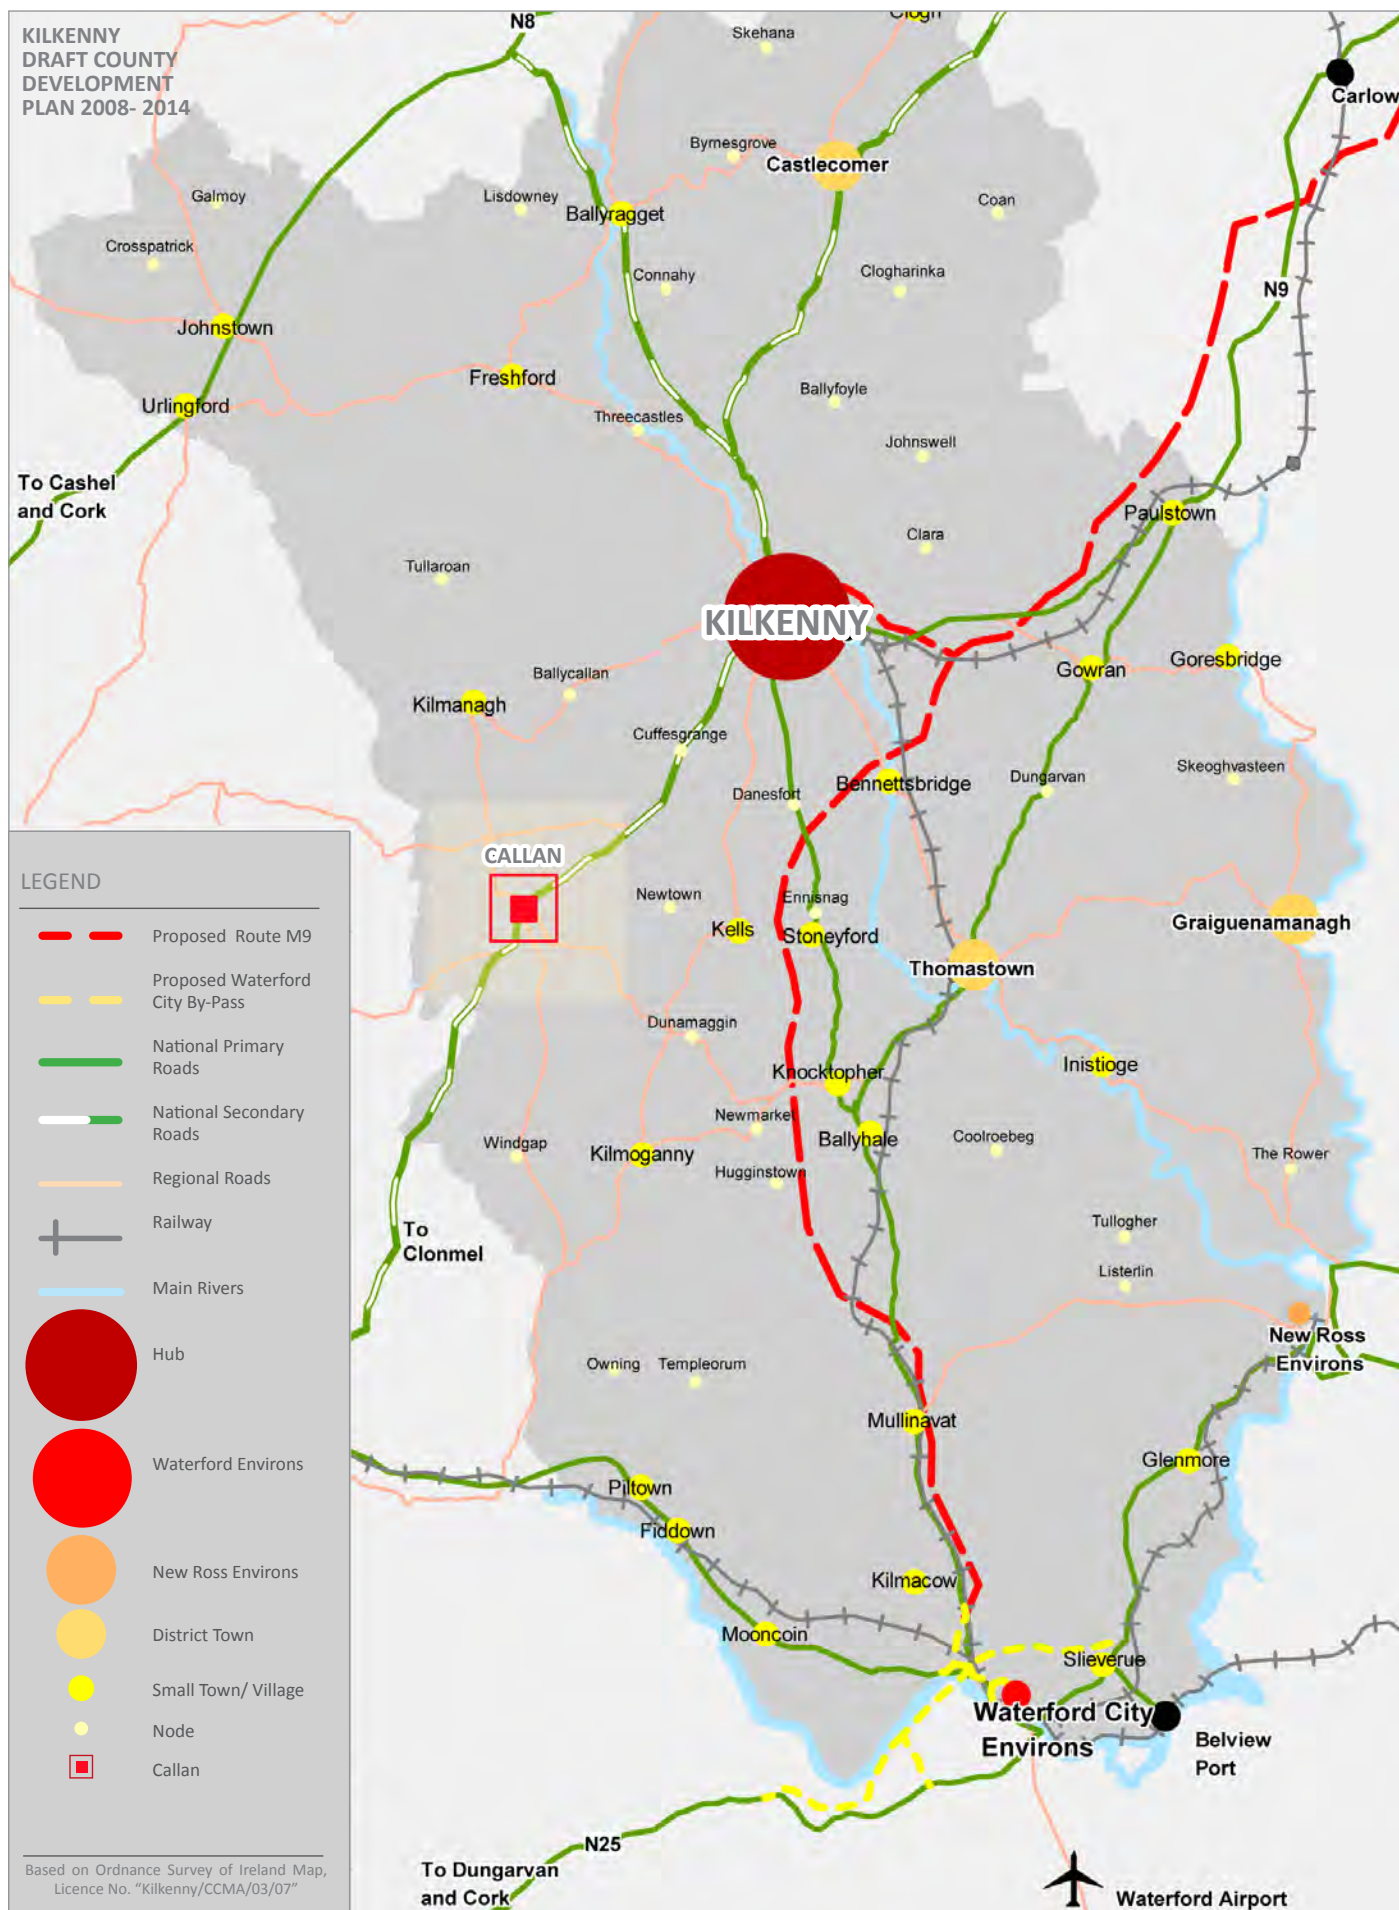 KILKENNY
DRAFT COUNTY
DEVELOPMENT
PLAN 2008- 2014
N8
Skehana
Clogh
Carlow
Byrnesgrove
Castlecomer
Galmoy
Lisdowney
Ballyragget
Coan
Crosspatrick
Connahy
Clogharinka
N9
Johnstown
Freshford
Ballyfoyle
Urlingford
Threecastles
Johnswell
To Cashel
and Cork
Paulstown
Clara
Tullaroan
KILKENNY
Ballycallan
Gowran
Goresbridge
Kilmanagh
Cuffesgrange
Skeoghvasteen
Danesfort
Bennettsbridge
Dungarvan
CALLAN
Newtown
Ennisnag
Kells
Stoneyford
Graiguenamanagh
Thomastown
Dunamaggin
Knocktopher
Inistioge
Newmarket
Ballyhale
Coolroebeg
Windgap
Kilmoganny
Hugginstown
The Rower
To
Clonmel
Tullogher
Listerlin
New Ross
Environs
Owning
Templeorum
Mullinavat
Glenmore
Piltown
Fiddown
Kilmacow
Mooncoin
Slieverue
Waterford City
Environs
Belview
Port
N25
To Dungarvan
and Cork
Waterford Airport
LEGEND
Proposed Route M9
Proposed Waterford
City By-Pass
National Primary
Roads
National Secondary
Roads
Regional Roads
Railway
Main Rivers
Hub
Waterford Environs
New Ross Environs
District Town
Small Town/ Village
Node
Callan
Based on Ordnance Survey of Ireland Map,
Licence No. “Kilkenny/CCMA/03/07”